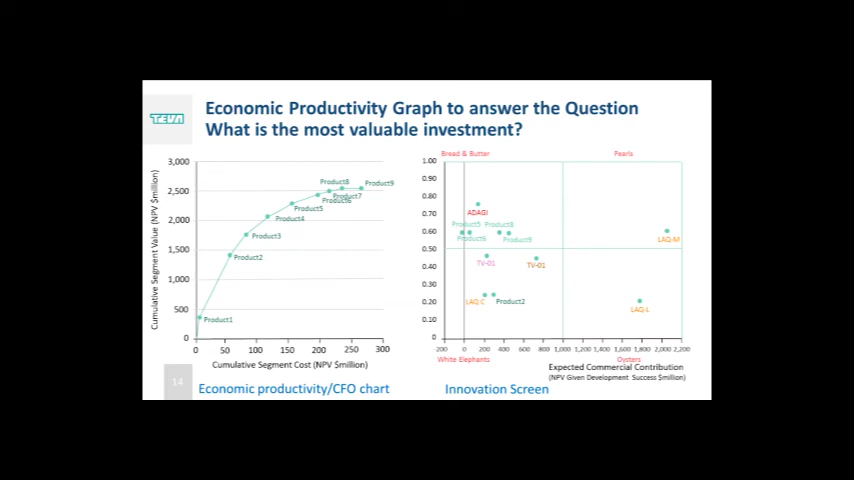 TEVA
Economic Productivity Graph to answer the Question
What is the most valuable investment?
Cumulative Segment Value (NPV $million)
3,000
2,500
2,000
1,500
1,000
500
0
Product1
Product2
Product3
Product4
Product5
Product6
Product7
Product8
Product9
0 50 100 150 200 250 300
Cumulative Segment Cost (NPV $million)
Economic productivity/CFO chart
14
Bread & Butter
Pearls
1.00
0.90
0.80
0.70
0.60
0.50
0.40
0.30
0.20
0.10
0
ADAGI
Product5 Product8
Product6
Product9
LAQ-M
TV-01
TV-01
LAQ C
Product2
LAQ-L
-200 0 200 400 600 800 1,000 1,200 1,400 1,600 1,800 2,000 2,200
White Elephants
Oysters
Expected Commercial Contribution
(NPV Given Development Success $million)
Innovation Screen